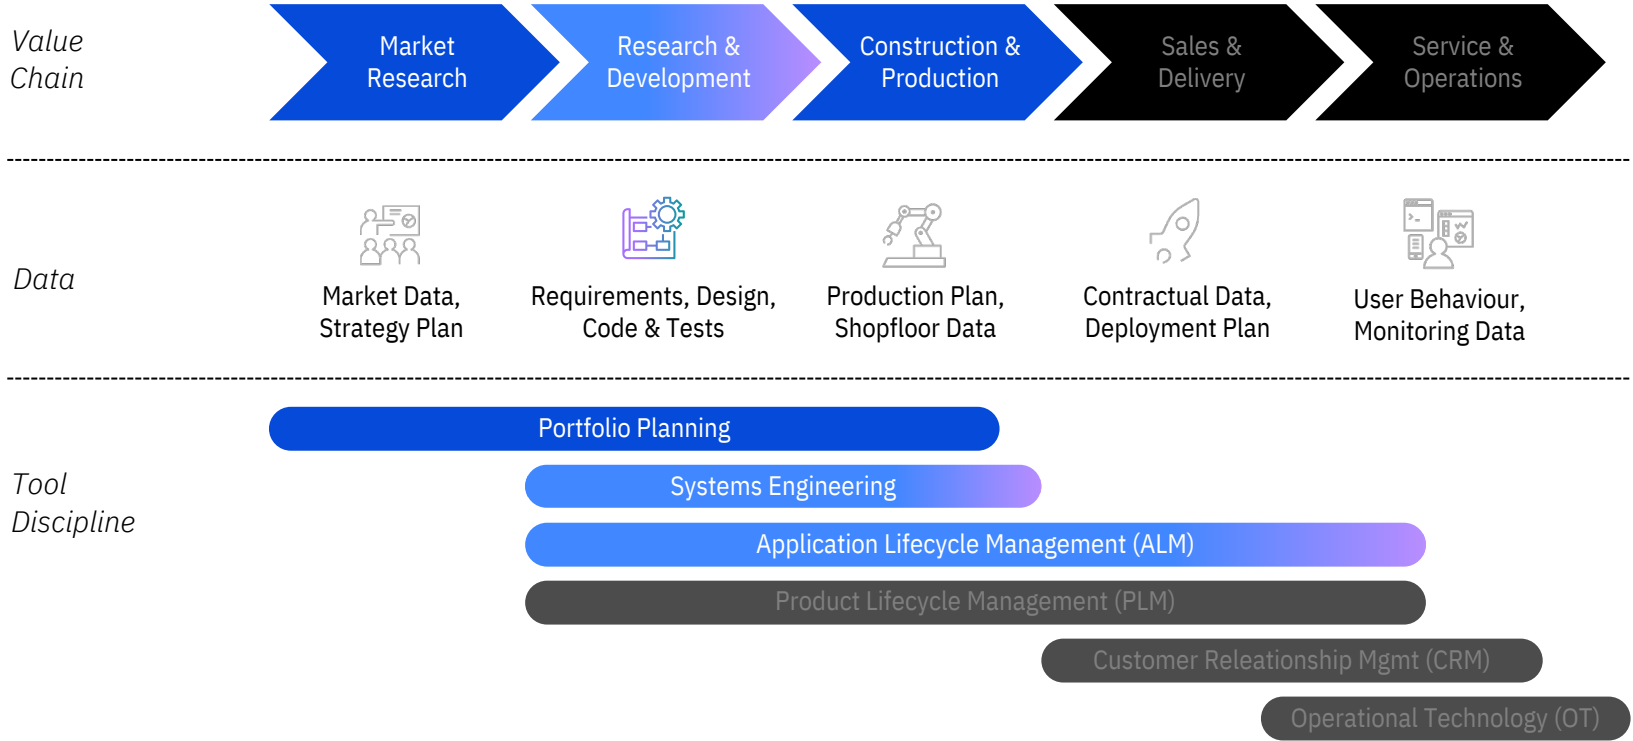 Value
Chain
Market
Research
Research &
Development
Construction &
Production
Sales &
Delivery
Service &
Operations
Data
Market Data,
Strategy Plan
Requirements, Design,
Code & Tests
Production Plan,
Shopfloor Data
Contractual Data,
Deployment Plan
User Behaviour,
Monitoring Data
Tool
Discipline
Portfolio Planning
Systems Engineering
Application Lifecycle Management (ALM)
Product Lifecycle Management (PLM)
Customer Releationship Mgmt (CRM)
Operational Technology (OT)